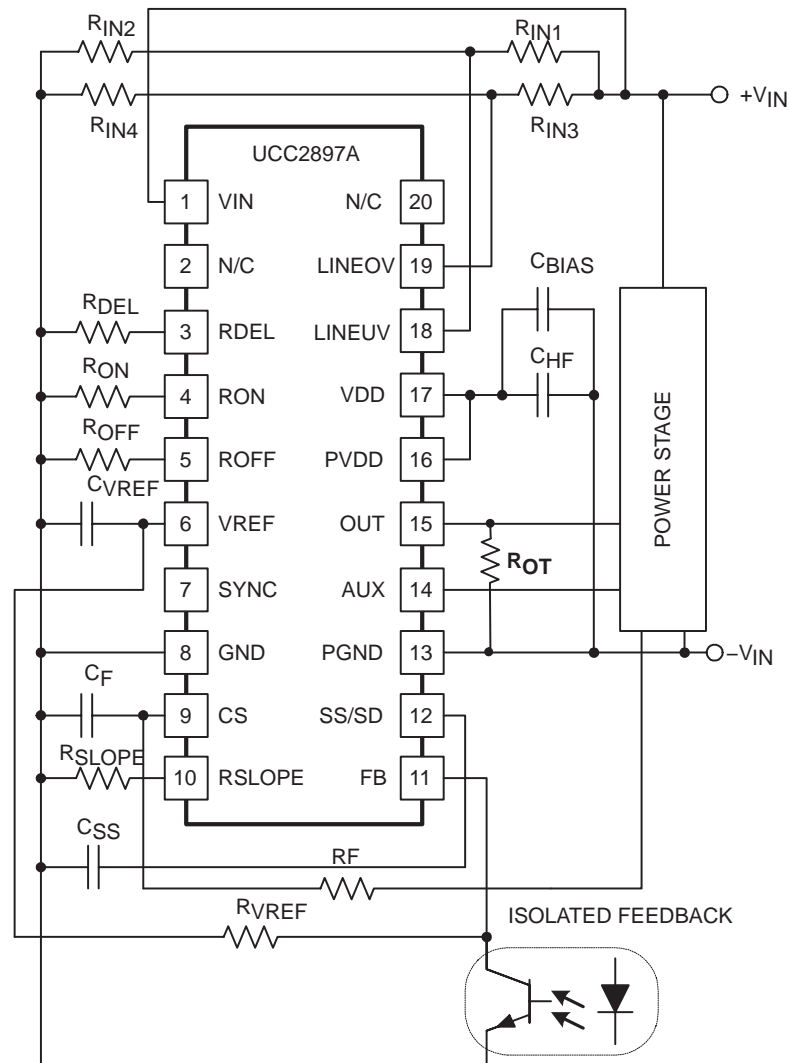 RIN2
RIN1
+VIN
RIN4
RIN3
UCC2897A
1 VIN N/C 20
2 N/C LINEOV 19
CBIAS
RDEL
3 RDEL LINEUV 18
CHF
RON
4 RON VDD 17
ROFF
5 ROFF PVDD 16
CVREF
6 VREF OUT 15
POWER STAGE
ROT
7 SYNC AUX 14
8 GND PGND 13
–VIN
CF
9 CS SS/SD 12
RSLOPE
10 RSLOPE FB 11
CSS
RF
RVREF
ISOLATED FEEDBACK